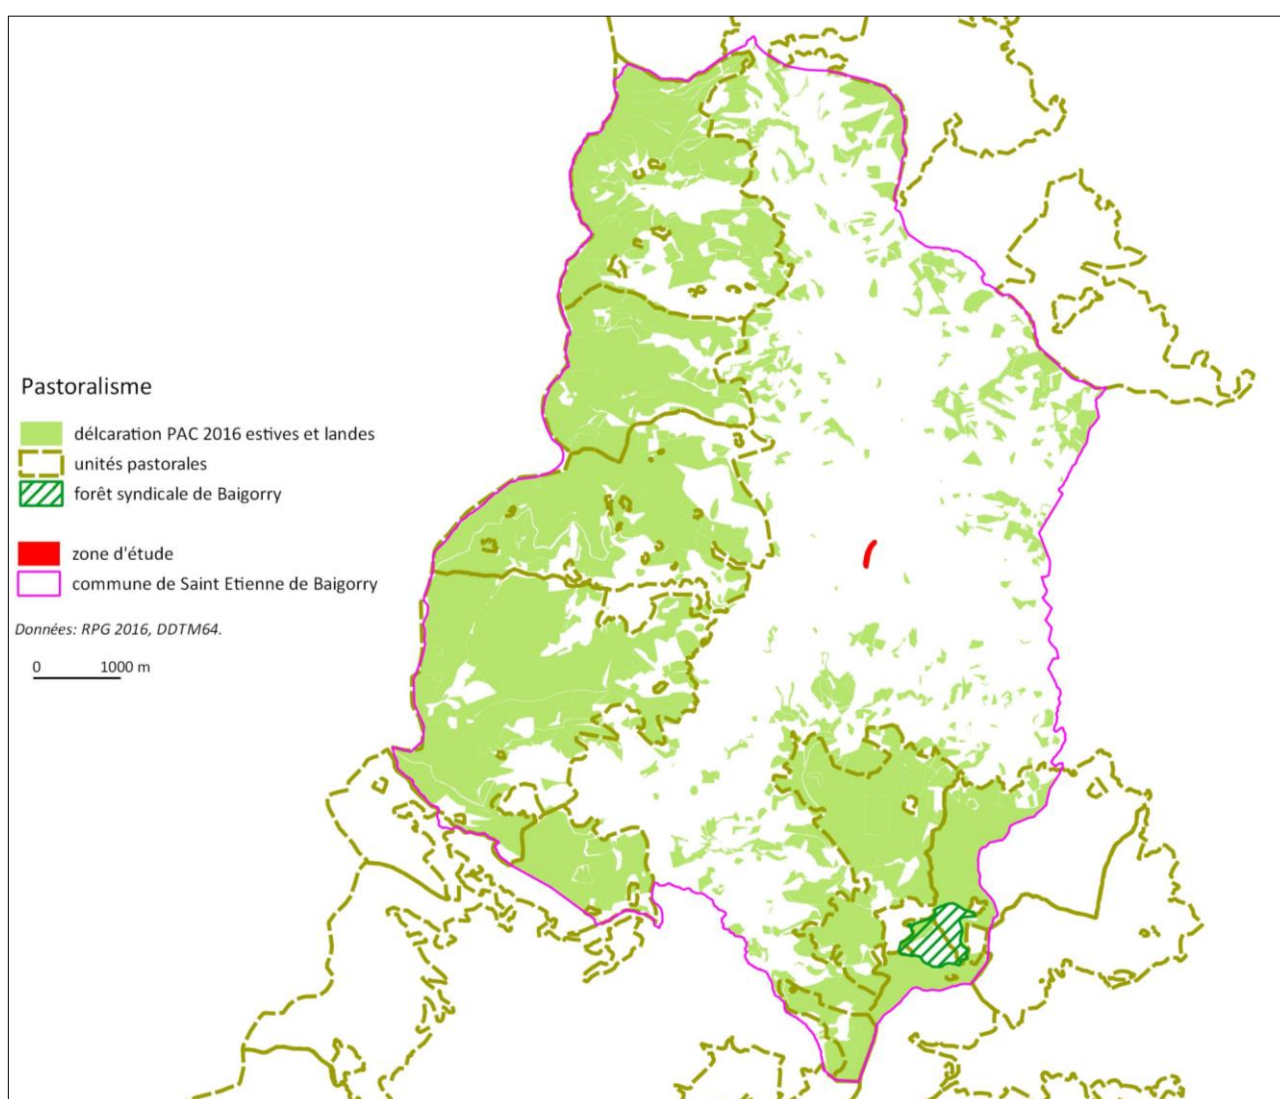 Pastoralisme
délcaration PAC 2016 estives et landes
unités pastorales
forêt syndicale de Baigorry
zone d'étude
commune de Saint Etienne de Baigorry
Données: RPG 2016, DDTM64.
0 1000 m